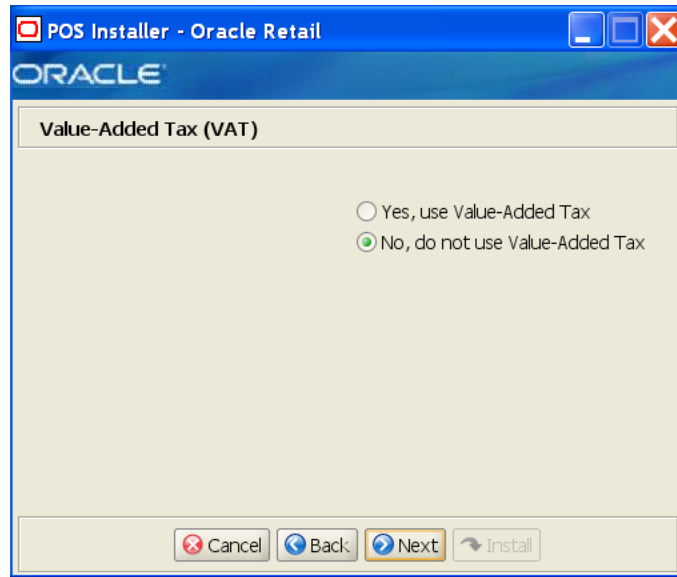 POS Installer - Oracle Retail
ORACLE
Value-Added Tax (VAT)
Yes, use Value-Added Tax
No, do not use Value-Added Tax
Cancel Back Next Install